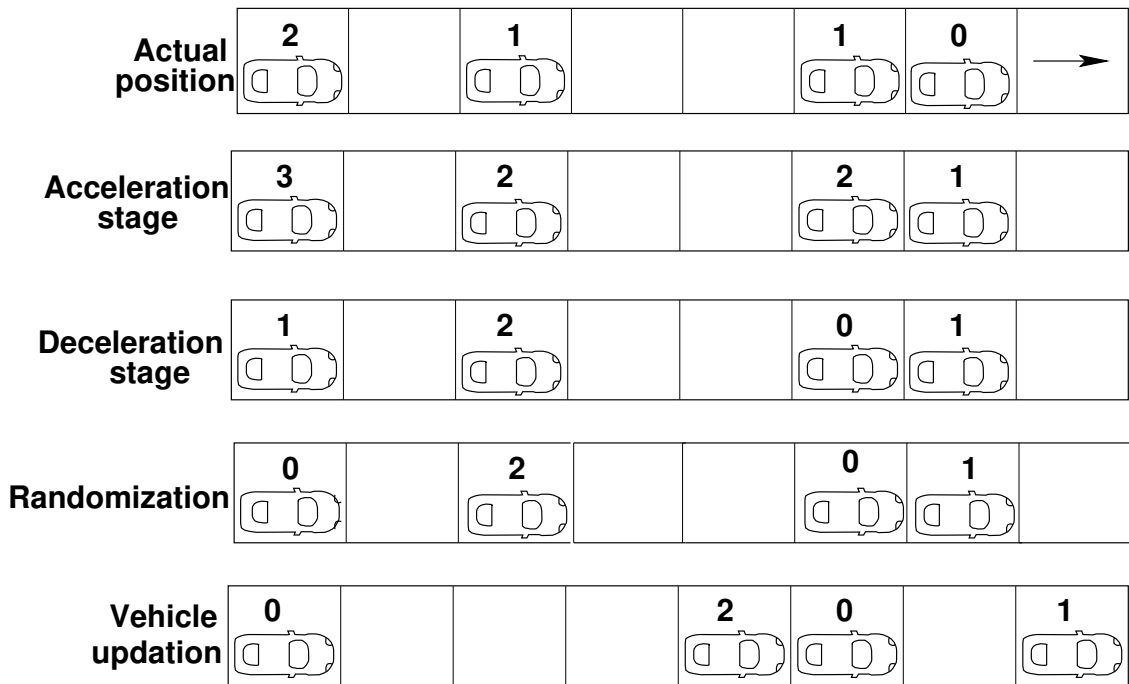 2 1 1 0
Actual
position
3 2 2 1
Acceleration
stage
1 2 0 1
Deceleration
stage
0 2 0 1
Randomization
0 2 0 1
Vehicle
updation